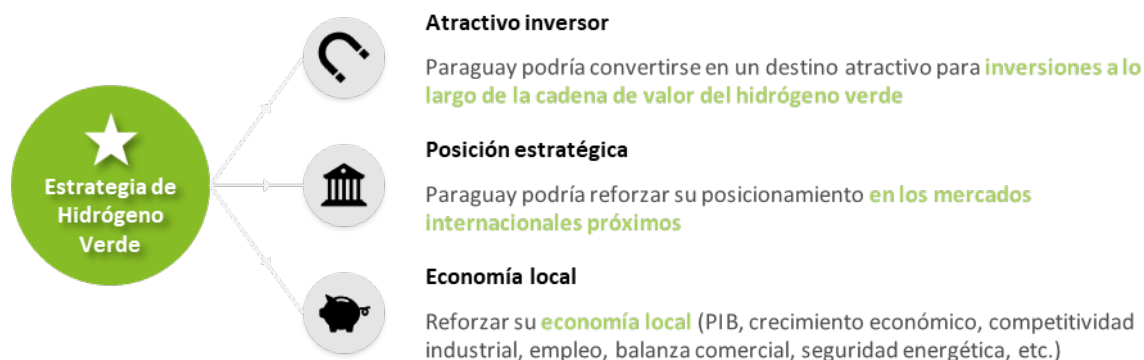 Estrategia de
Hidrógeno
Verde
Atractivo inversor
Paraguay podría convertirse en un destino atractivo para inversiones a lo
largo de la cadena de valor del hidrógeno verde
Posición estratégica
Paraguay podría reforzar su posicionamiento en los mercados
internacionales próximos
Economía local
Reforzar su economía local (PIB, crecimiento económico, competitividad
industrial, empleo, balanza comercial, seguridad energética, etc.)